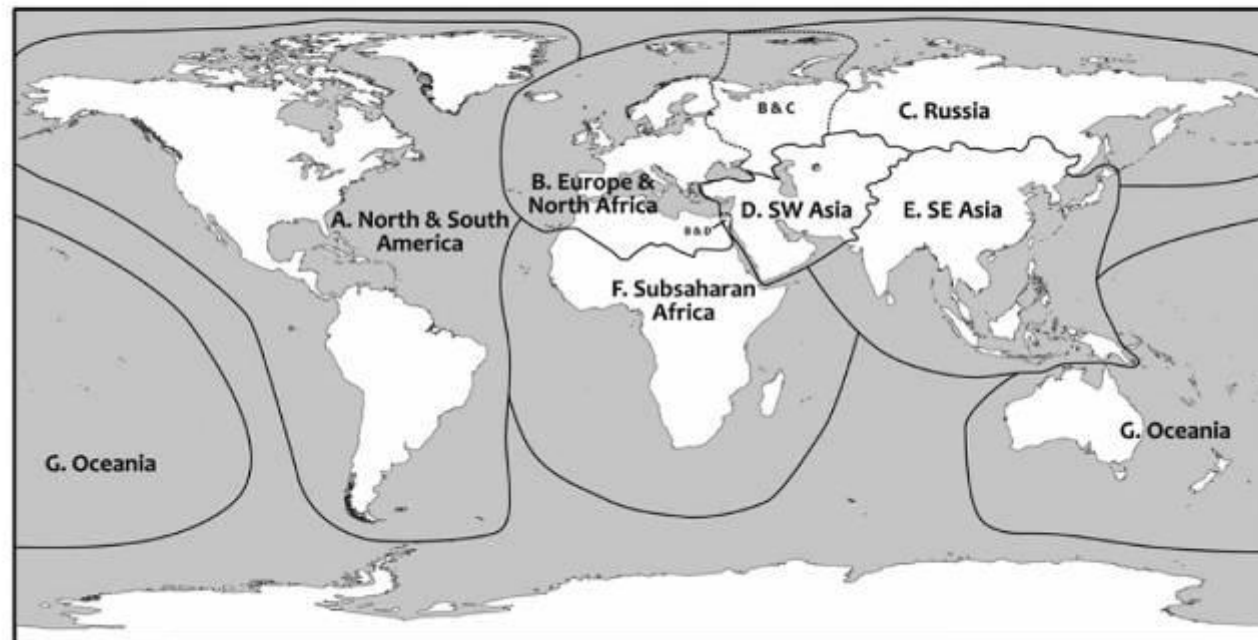 B & C
C. Russia
B. Europe &
North Africa
D. SW Asia
E. SE Asia
A. North & South
America
B & D
F. Subsaharan
Africa
G. Oceania
G. Oceania